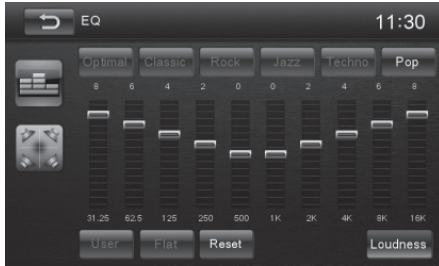 EQ 11:30
Optimal Classic Rock Jazz Techno Pop
8 6 4 2 0 0 2 4 6 8
31.25 62.5 125 250 500 1K 2K 4K 8K 16K
User Flat Reset Loudness